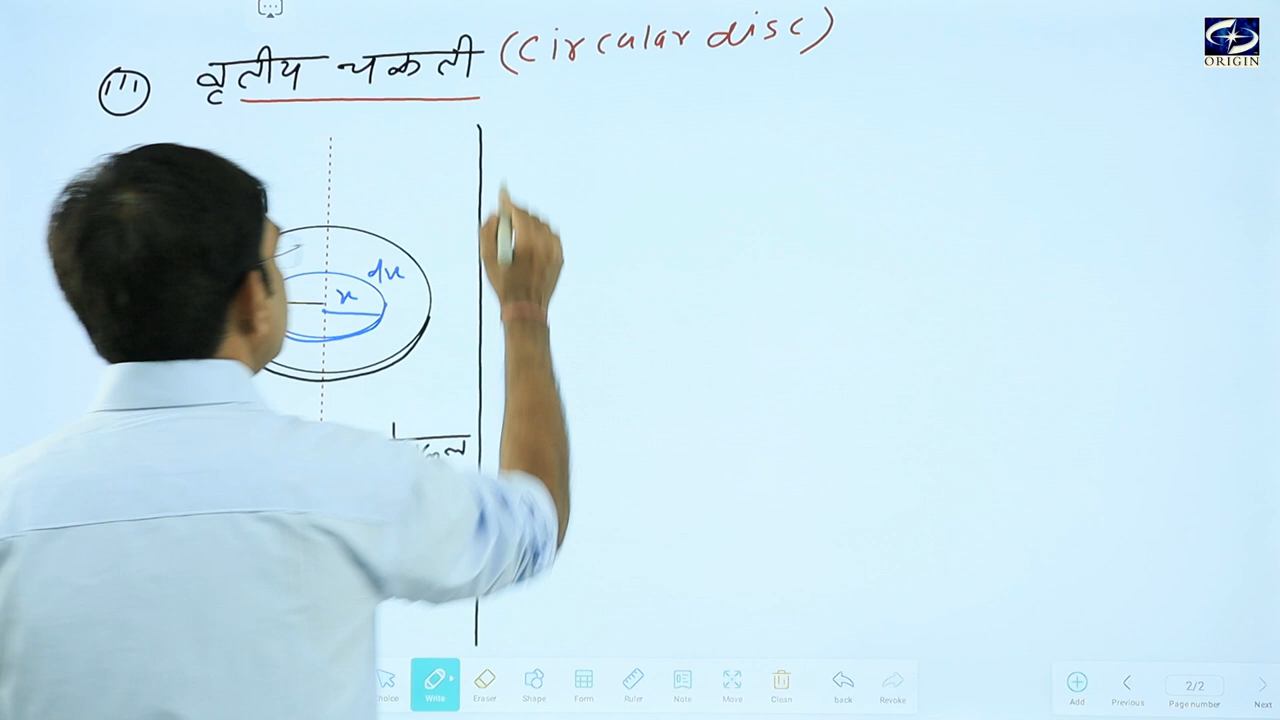 (iii) वृतीय चकती (Circular disc)
ORIGIN
dx
x
Write
Eraser
Shape
Form
Ruler
Note
Move
Clean
back
Revoke
Add
Previous
2/2
Page number
Next